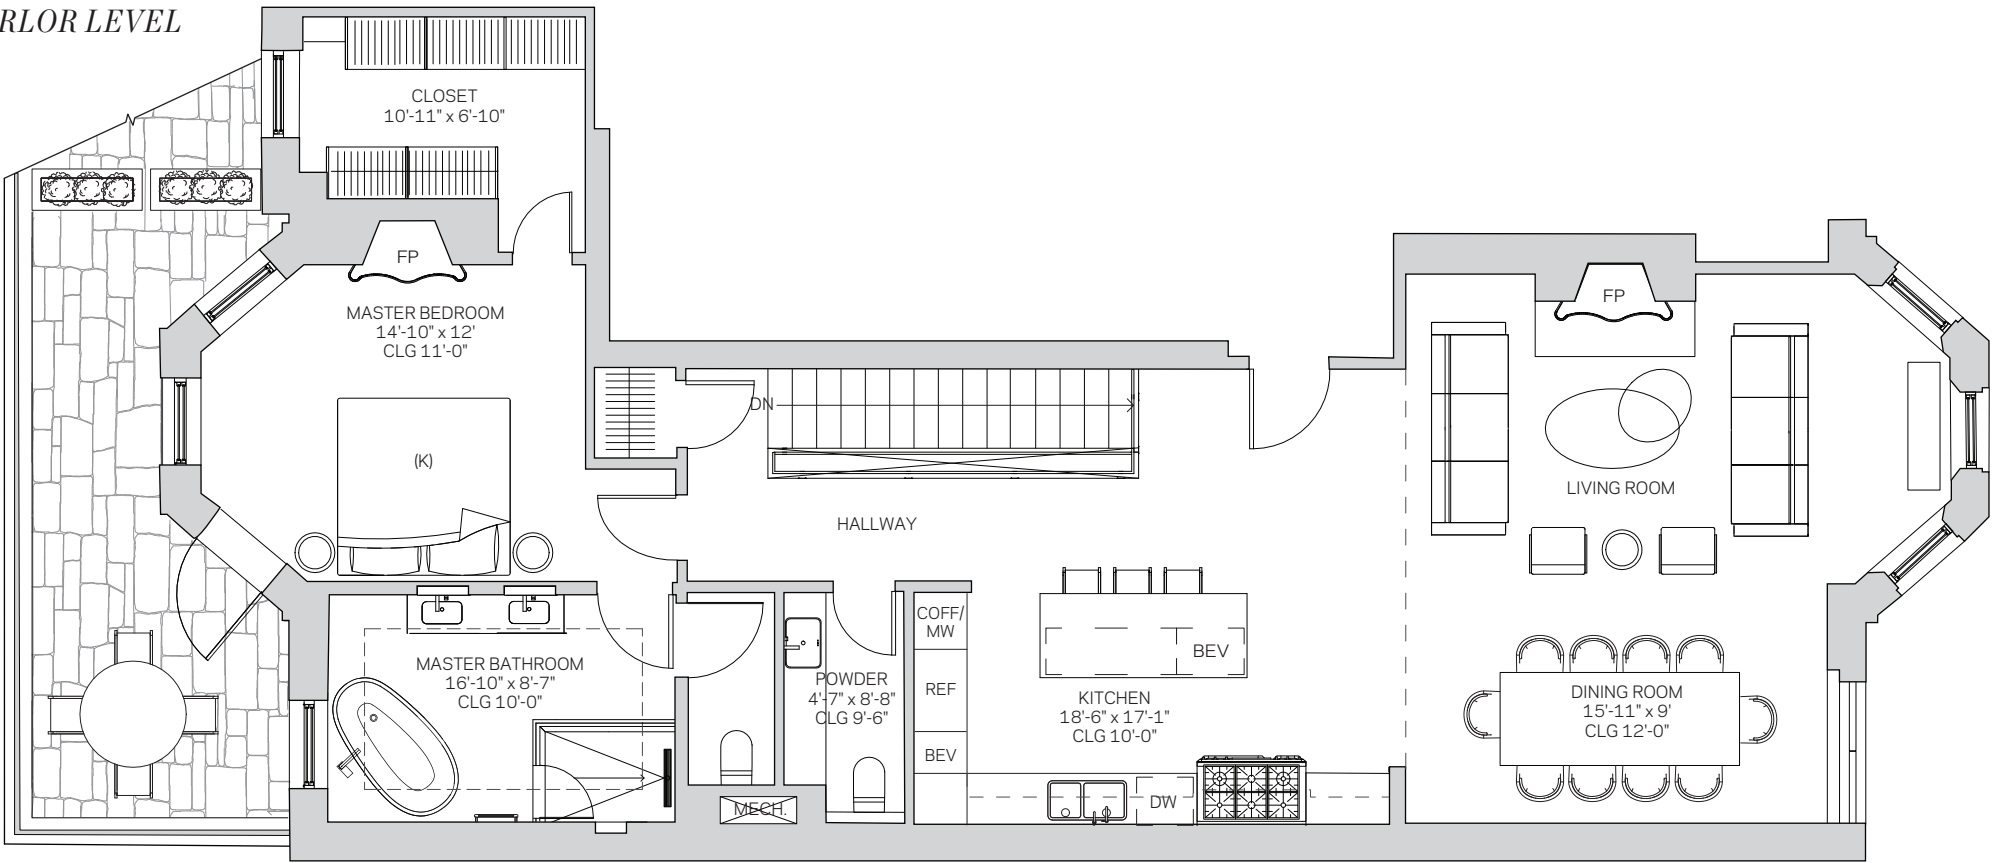 RLOR LEVEL
CLOSET
10'-11" x 6'-10"
FP
MASTER BEDROOM
14'-10" x 12'
CLG 11'-0"
(K)
DN
HALLWAY
FP
LIVING ROOM
MASTER BATHROOM
16'-10" x 8'-7"
CLG 10'-0"
MECH.
POWDER
4'-7" x 8'-8"
CLG 9'-6"
COFF/
MW
REF
BEV
BEV
KITCHEN
18'-6" x 17'-1"
CLG 10'-0"
DW
DINING ROOM
15'-11" x 9'
CLG 12'-0"